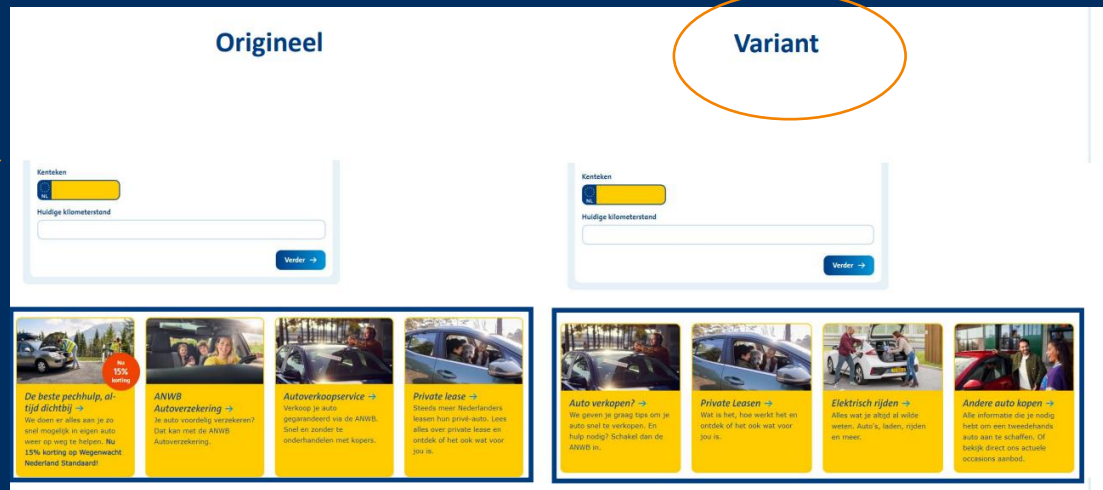 Origineel
Kenteken
NL
Huidige kilometerstand
Verder →
Nu
15%
korting
De beste pechhulp, al-
tijd dichtbij →
We doen er alles aan je zo
snel mogelijk in eigen auto
weer op weg te helpen. Nu
15% korting op Wegenwacht
Nederland Standaard!
ANWB
Autoverzekering →
Je auto voordelig verzekeren?
Dat kan met de ANWB
Autoverzekering.
Autoverkoopservice →
Verkoop je auto
gegarandeerd via de ANWB.
Snel en zonder te
onderhandelen met kopers.
Private lease →
Steeds meer Nederlanders
leasen hun privé-auto. Lees
alles over private lease en
ontdek of het ook wat voor
jou is.
Variant
Kenteken
NL
Huidige kilometerstand
Verder →
Auto verkopen? →
We geven je graag tips om je
auto snel te verkopen. En
hulp nodig? Schakel dan de
ANWB in.
Private Leasen →
Wat is het, hoe werkt het en
ontdek of het ook wat voor
jou is.
Elektrisch rijden →
Alles wat je altijd al wilde
weten. Auto's, laden, rijden
en meer.
Andere auto kopen →
Alle informatie die je nodig
hebt om een tweedehands
auto aan te schaffen. Of
bekijk direct ons actuele
occasions aanbod.